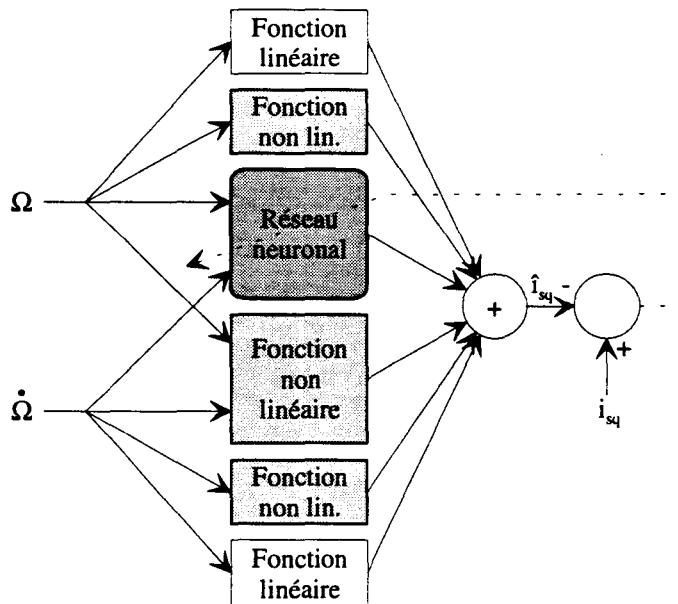 Fonction
linéaire
Fonction
non lin.
Ω
Réseau
neuronal
+
î_sq
-
+
i_sq
Fonction
non
linéaire
Ω̇
Fonction
non lin.
Fonction
linéaire